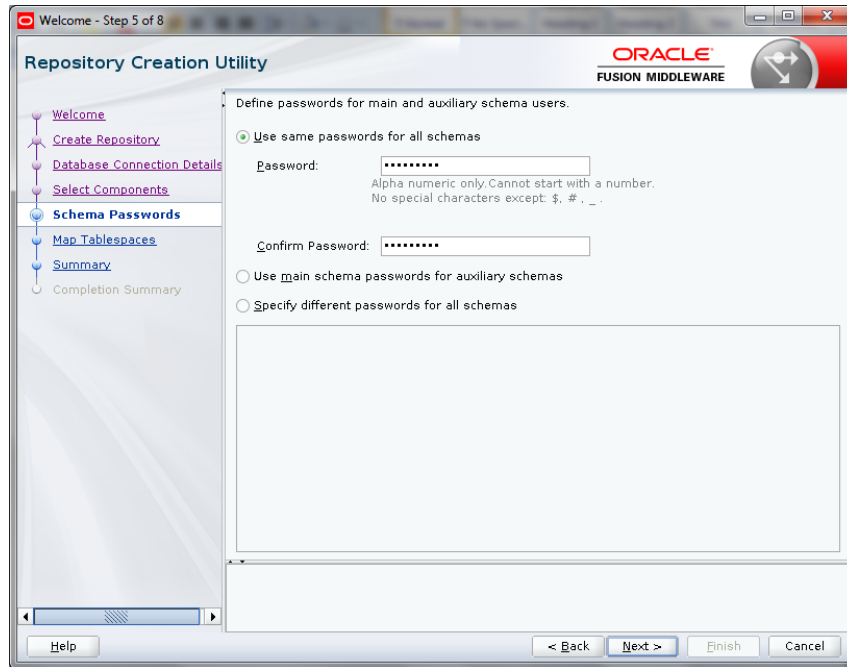 Welcome - Step 5 of 8
Repository Creation Utility
ORACLE
FUSION MIDDLEWARE
Welcome
Create Repository
Database Connection Details
Select Components
Schema Passwords
Map Tablespaces
Summary
Completion Summary
Define passwords for main and auxiliary schema users.
Use same passwords for all schemas
Password: •••••••••
Alpha numeric only.Cannot start with a number.
No special characters except: $, # , _ .
Confirm Password: •••••••••
Use main schema passwords for auxiliary schemas
Specify different passwords for all schemas
Help
< Back
Next >
Finish
Cancel